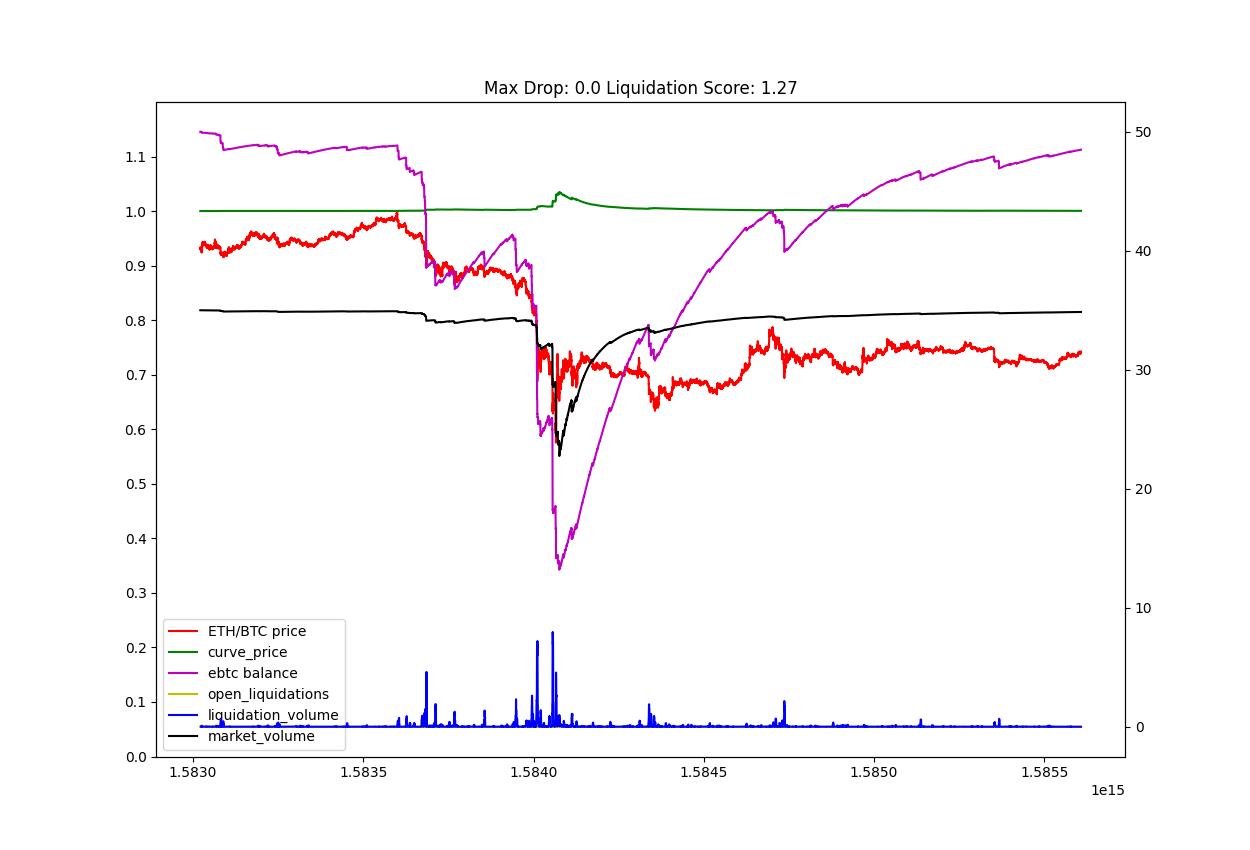 Max Drop: 0.0 Liquidation Score: 1.27
1.1
1.0
0.9
0.8
0.7
0.6
0.5
0.4
0.3
0.2
0.1
0.0
50
40
30
20
10
0
ETH/BTC price
curve_price
ebtc balance
open_liquidations
liquidation_volume
market_volume
1.5830 1.5835 1.5840 1.5845 1.5850 1.5855
1e15